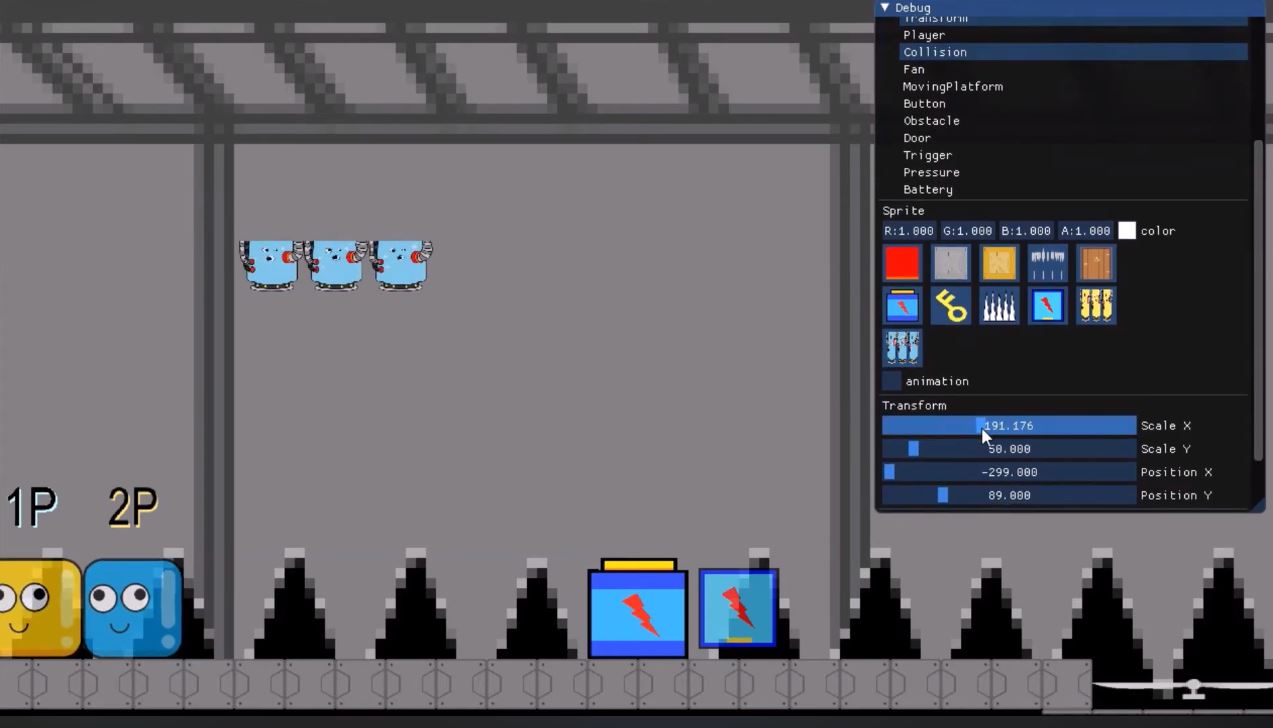 Debug
Transform
Player
Collision
Fan
MovingPlatform
Button
Obstacle
Door
Trigger
Pressure
Battery
Sprite
R:1.000 G:1.000 B:1.000 A:1.000 color
animation
Transform
191.176 Scale X
50.000 Scale Y
-299.000 Position X
89.000 Position Y
1P 2P